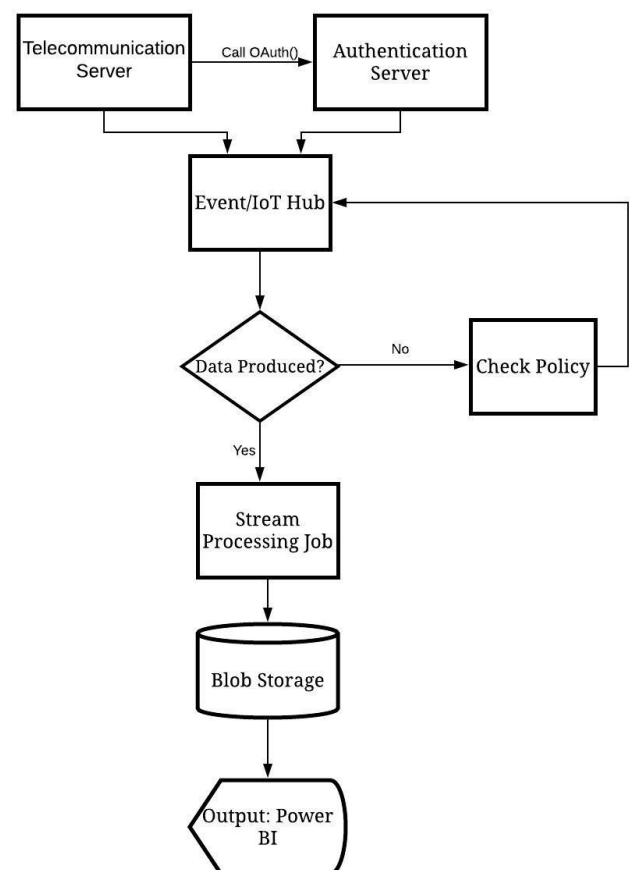 Telecommunication
Server
Call OAuth()
Authentication
Server
Event/IoT Hub
Data Produced?
No
Check Policy
Yes
Stream
Processing Job
Blob Storage
Output: Power
BI